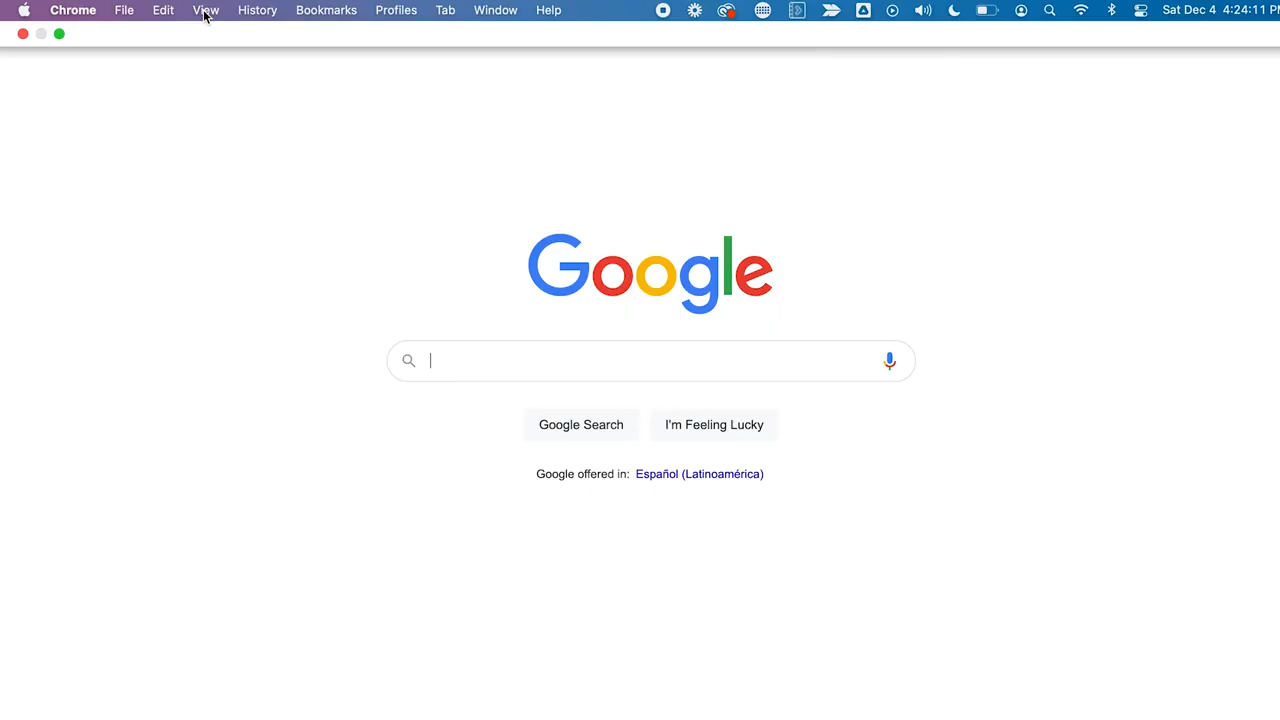 Chrome File Edit View History Bookmarks Profiles Tab Window Help Sat Dec 4 4:24:11
Google
Google Search I'm Feeling Lucky
Google offered in: Español (Latinoamérica)